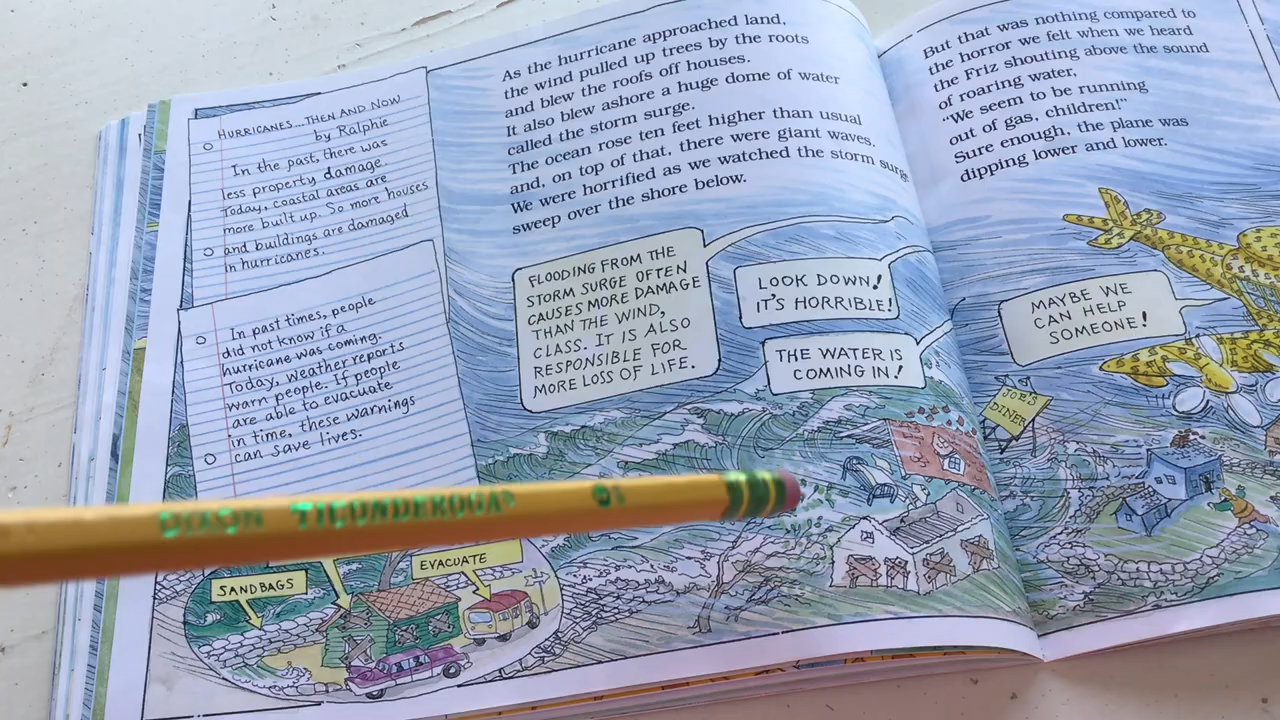 HURRICANES...THEN AND NOW
by Ralphie
In the past, there was
less property damage.
Today, coastal areas are
more built up. So more houses
and buildings are damaged
in hurricanes.
In past times, people
did not know if a
hurricane was coming.
Today, weather reports
warn people. If people
are able to evacuate
in time, these warnings
can save lives.
As the hurricane approached land,
the wind pulled up trees by the roots
and blew the roofs off houses.
It also blew ashore a huge dome of water
called the storm surge.
The ocean rose ten feet higher than usual
and, on top of that, there were giant waves.
We were horrified as we watched the storm surge
sweep over the shore below.
FLOODING FROM THE
STORM SURGE OFTEN
CAUSES MORE DAMAGE
THAN THE WIND,
CLASS. IT IS ALSO
RESPONSIBLE FOR
MORE LOSS OF LIFE.
LOOK DOWN!
IT'S HORRIBLE!
THE WATER IS
COMING IN!
DIXON TICONDEROGA®
SANDBAGS
EVACUATE
But that was nothing compared to
the horror we felt when we heard
the Friz shouting above the sound
of roaring water,
"We seem to be running
out of gas, children!"
Sure enough, the plane was
dipping lower and lower.
MAYBE WE
CAN HELP
SOMEONE!
JOE'S
DINER